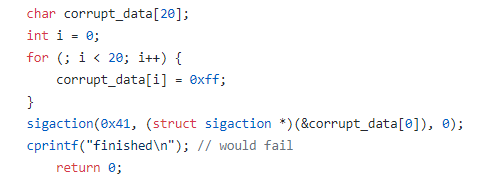 char corrupt_data[20];
int i = 0;
for (; i < 20; i++) {
corrupt_data[i] = 0xff;
}
sigaction(0x41, (struct sigaction *)(&corrupt_data[0]), 0);
cprintf("finished\n"); // would fail
return 0;